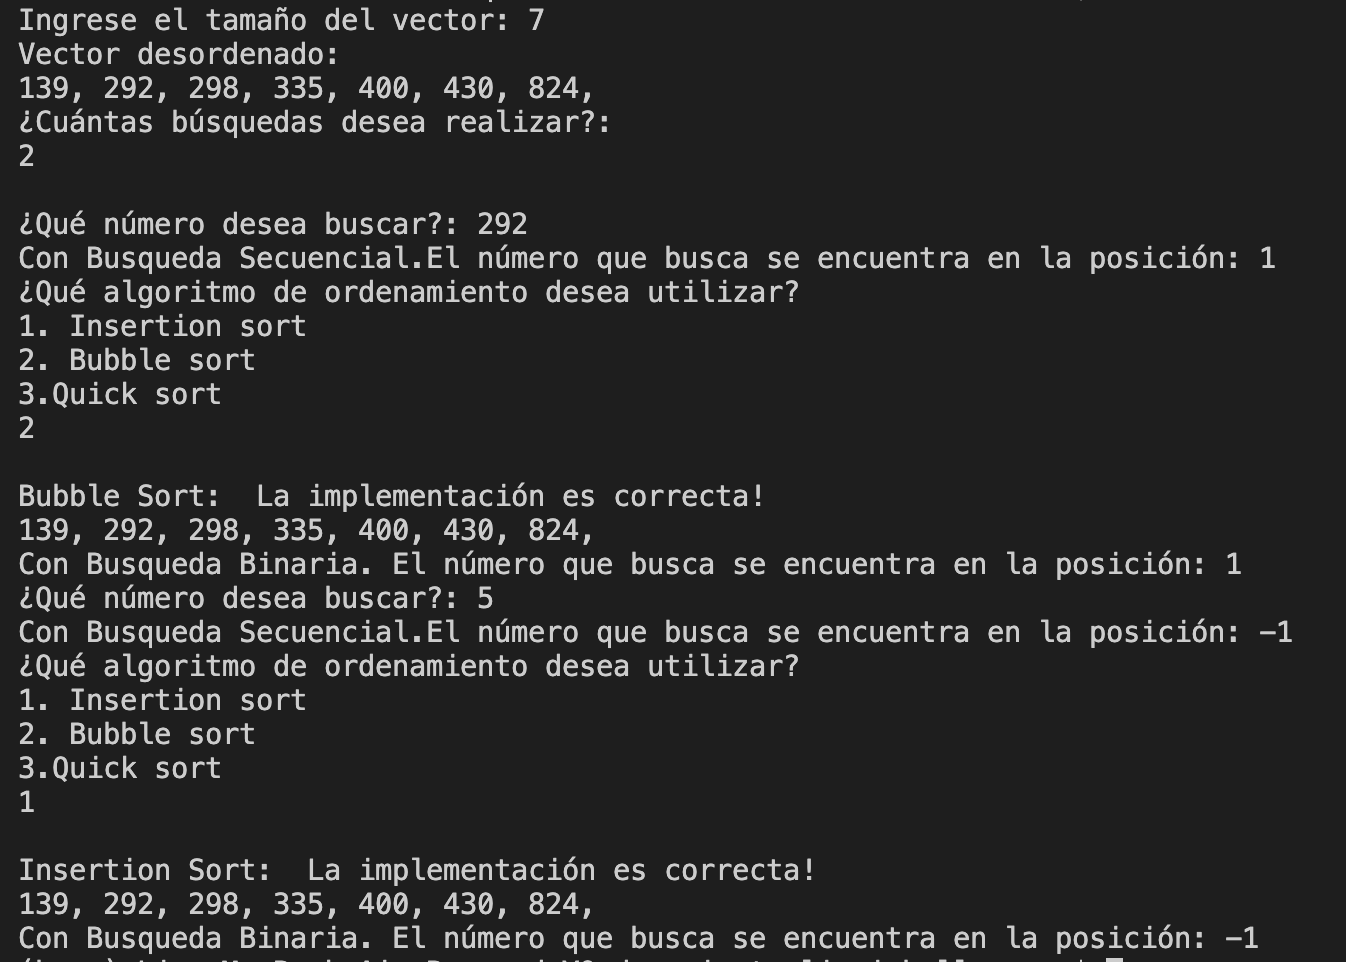 Ingrese el tamaño del vector: 7
Vector desordenado:
139, 292, 298, 335, 400, 430, 824,
¿Cuántas búsquedas desea realizar?:
2
¿Qué número desea buscar?: 292
Con Busqueda Secuencial.El número que busca se encuentra en la posición: 1
¿Qué algoritmo de ordenamiento desea utilizar?
1. Insertion sort
2. Bubble sort
3.Quick sort
2
Bubble Sort:  La implementación es correcta!
139, 292, 298, 335, 400, 430, 824,
Con Busqueda Binaria. El número que busca se encuentra en la posición: 1
¿Qué número desea buscar?: 5
Con Busqueda Secuencial.El número que busca se encuentra en la posición: -1
¿Qué algoritmo de ordenamiento desea utilizar?
1. Insertion sort
2. Bubble sort
3.Quick sort
1
Insertion Sort:  La implementación es correcta!
139, 292, 298, 335, 400, 430, 824,
Con Busqueda Binaria. El número que busca se encuentra en la posición: -1